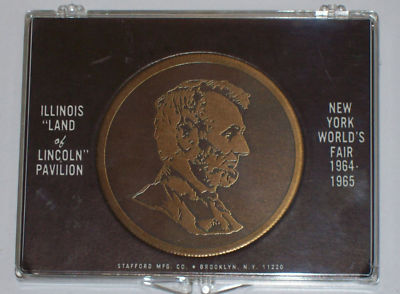 ILLINOIS
"LAND
of
LINCOLN"
PAVILION
NEW
YORK
WORLD'S
FAIR
1964-
1965
STAFFORD MFG. CO. • BROOKLYN, N.Y. 11220